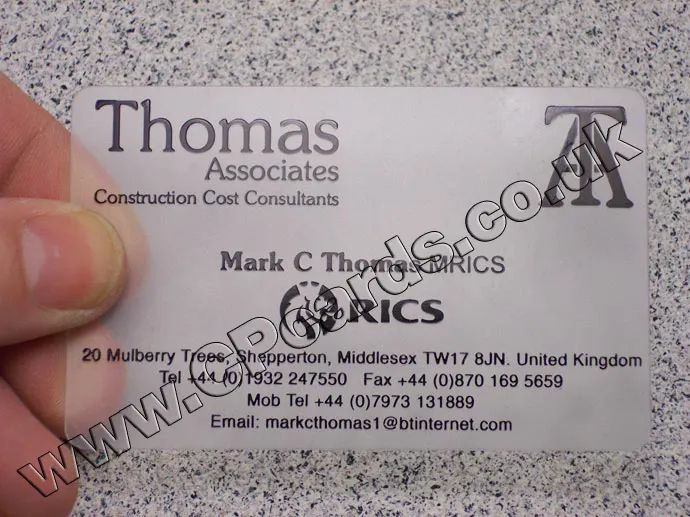 Thomas
Associates
Construction Cost Consultants
TA
Mark C Thomas MRICS
RICS
20 Mulberry Trees, Shepperton, Middlesex TW17 8JN. United Kingdom
Tel +44 (0)1932 247550 Fax +44 (0)870 169 5659
Mob Tel +44 (0)7973 131889
Email: markcthomas1@btinternet.com
www.CPcards.co.uk